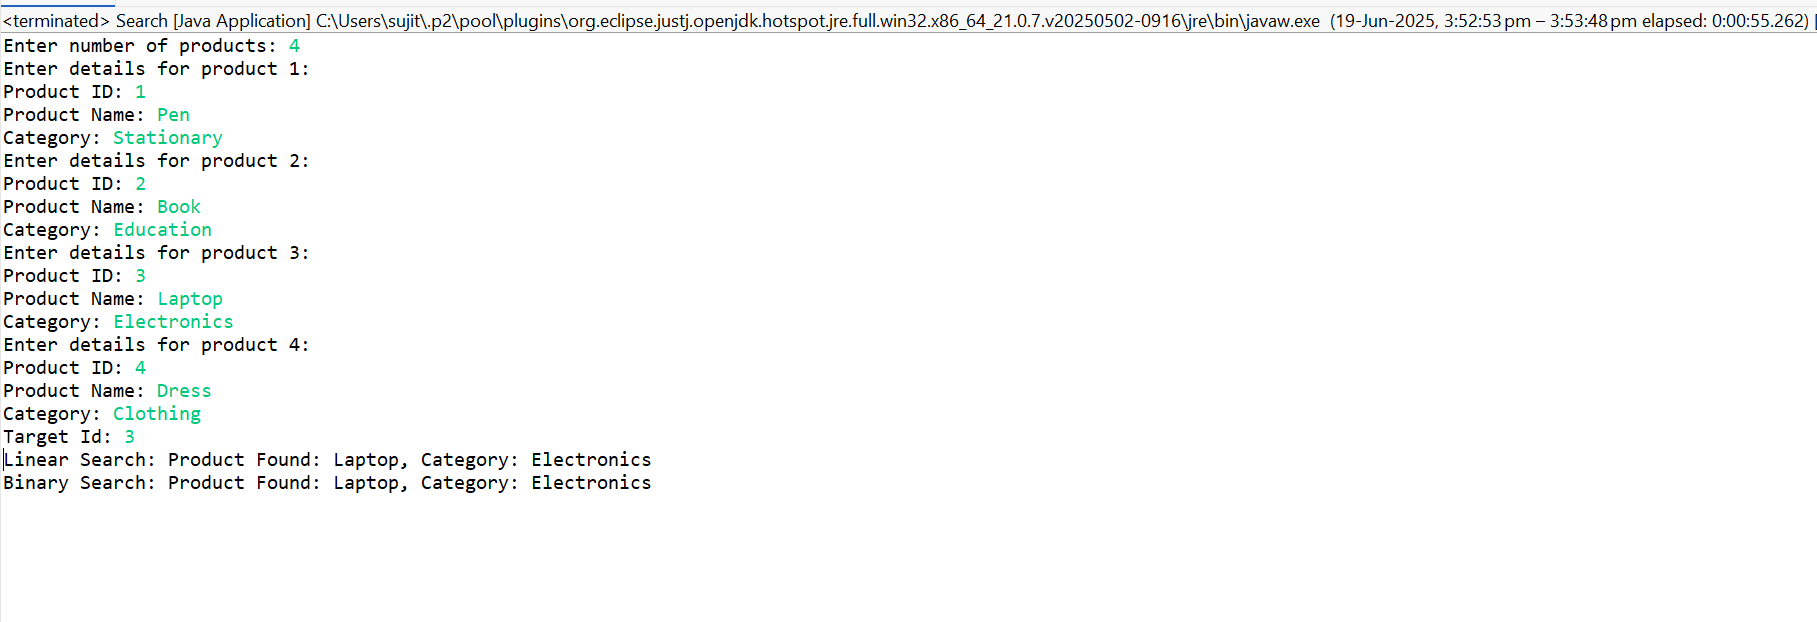 <terminated> Search [Java Application] C:\Users\sujit\.p2\pool\plugins\org.eclipse.justj.openjdk.hotspot.jre.full.win32.x86_64_21.0.7.v20250502-0916\jre\bin\javaw.exe (19-Jun-2025, 3:52:53 pm – 3:53:48 pm elapsed: 0:00:55.262)
Enter number of products: 4
Enter details for product 1:
Product ID: 1
Product Name: Pen
Category: Stationary
Enter details for product 2:
Product ID: 2
Product Name: Book
Category: Education
Enter details for product 3:
Product ID: 3
Product Name: Laptop
Category: Electronics
Enter details for product 4:
Product ID: 4
Product Name: Dress
Category: Clothing
Target Id: 3
Linear Search: Product Found: Laptop, Category: Electronics
Binary Search: Product Found: Laptop, Category: Electronics